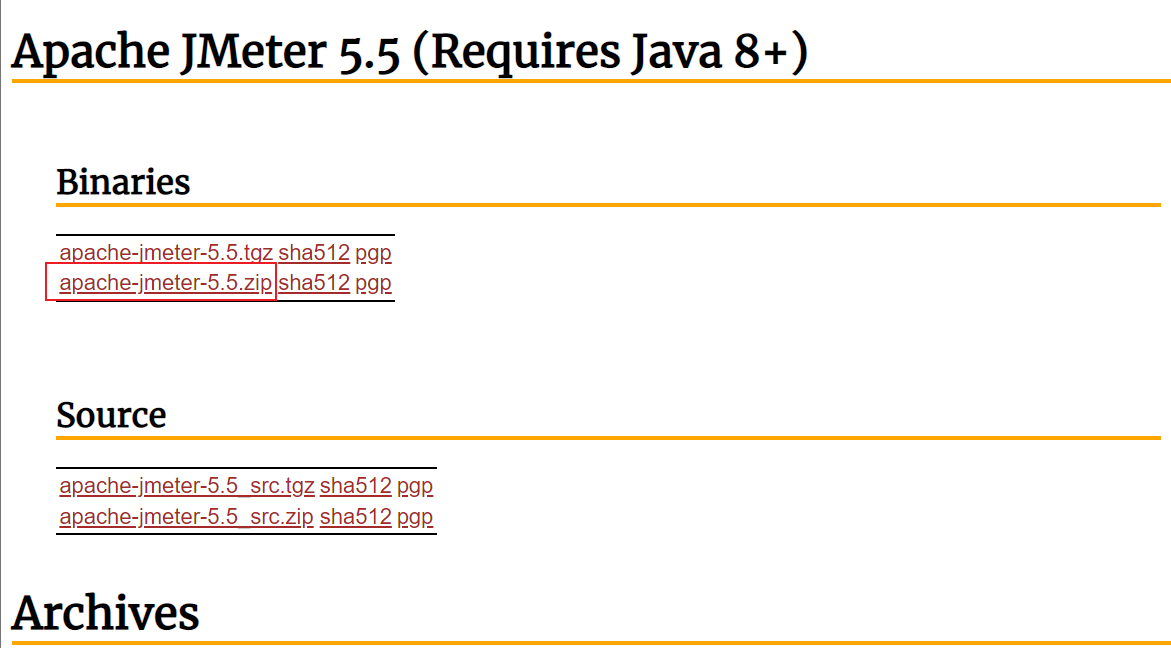 Apache JMeter 5.5 (Requires Java 8+)
Binaries
apache-jmeter-5.5.tgz sha512 pgp
apache-jmeter-5.5.zip sha512 pgp
Source
apache-jmeter-5.5_src.tgz sha512 pgp
apache-jmeter-5.5_src.zip sha512 pgp
Archives